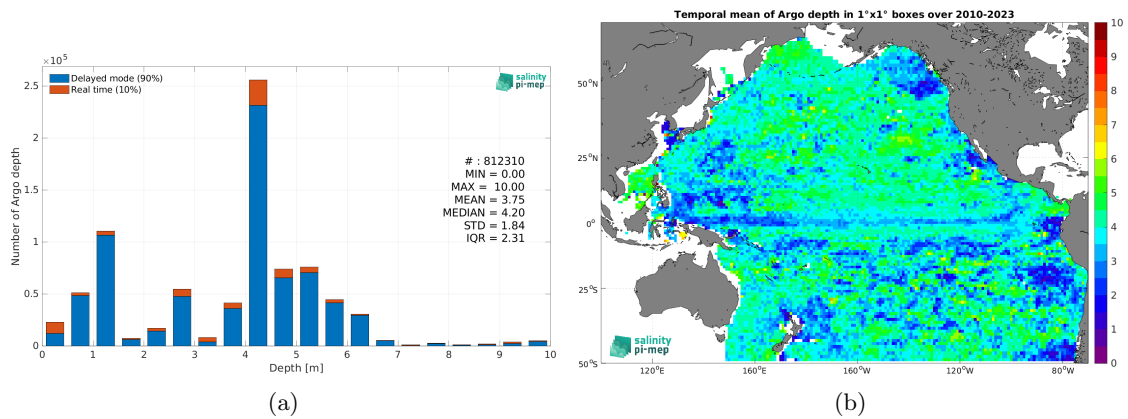 ×10⁵
Delayed mode (90%)
Real time (10%)
salinity
pi-mep
2.5
2
1.5
1
0.5
0
Number of Argo depth
# : 812310
MIN = 0.00
MAX = 10.00
MEAN = 3.75
MEDIAN = 4.20
STD = 1.84
IQR = 2.31
0 1 2 3 4 5 6 7 8 9 10
Depth [m]
(a)
Temporal mean of Argo depth in 1°x1° boxes over 2010-2023
50°N
25°N
0°
25°S
50°S
120°E 160°E 160°W 120°W 80°W
salinity
pi-mep
10
9
8
7
6
5
4
3
2
1
0
(b)